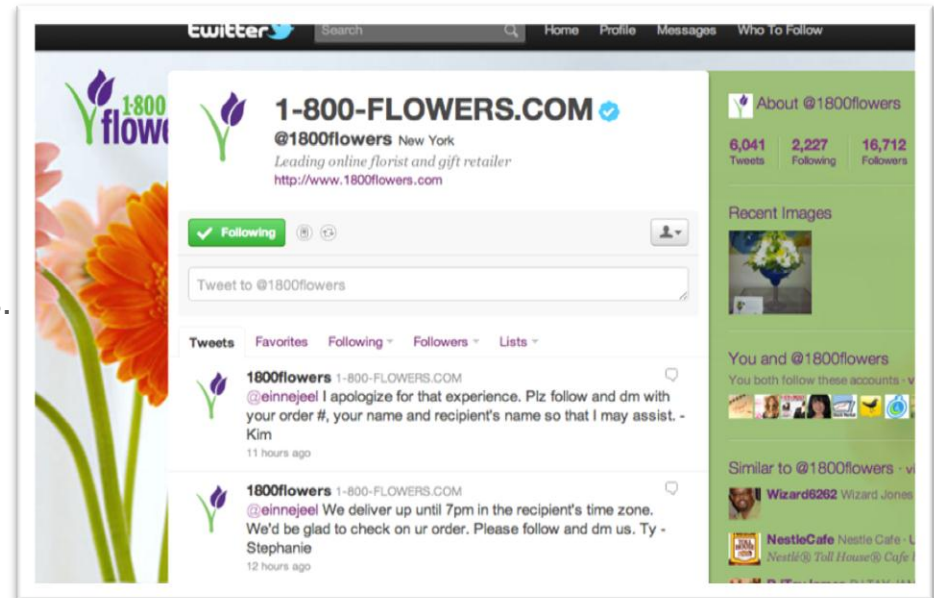 twitter
Search
Home Profile Messages Who To Follow
1·800
1-800-FLOWERS.COM
@1800flowers New York
Leading online florist and gift retailer
http://www.1800flowers.com
Following
Tweet to @1800flowers
Tweets Favorites Following Followers Lists
1800flowers 1-800-FLOWERS.COM
@einnejeel I apologize for that experience. Plz follow and dm with
your order #, your name and recipient's name so that I may assist. -
Kim
11 hours ago
1800flowers 1-800-FLOWERS.COM
@einnejeel We deliver up until 7pm in the recipient's time zone.
We'd be glad to check on ur order. Please follow and dm us. Ty -
Stephanie
12 hours ago
About @1800flowers
6,041 2,227 16,712
Tweets Following Followers
Recent Images
You and @1800flowers
You both follow these accounts ·
Similar to @1800flowers ·
Wizard6262 Wizard Jones
NestleCafe Nestle Cafe ·
Nestlé® Toll House® Cafe